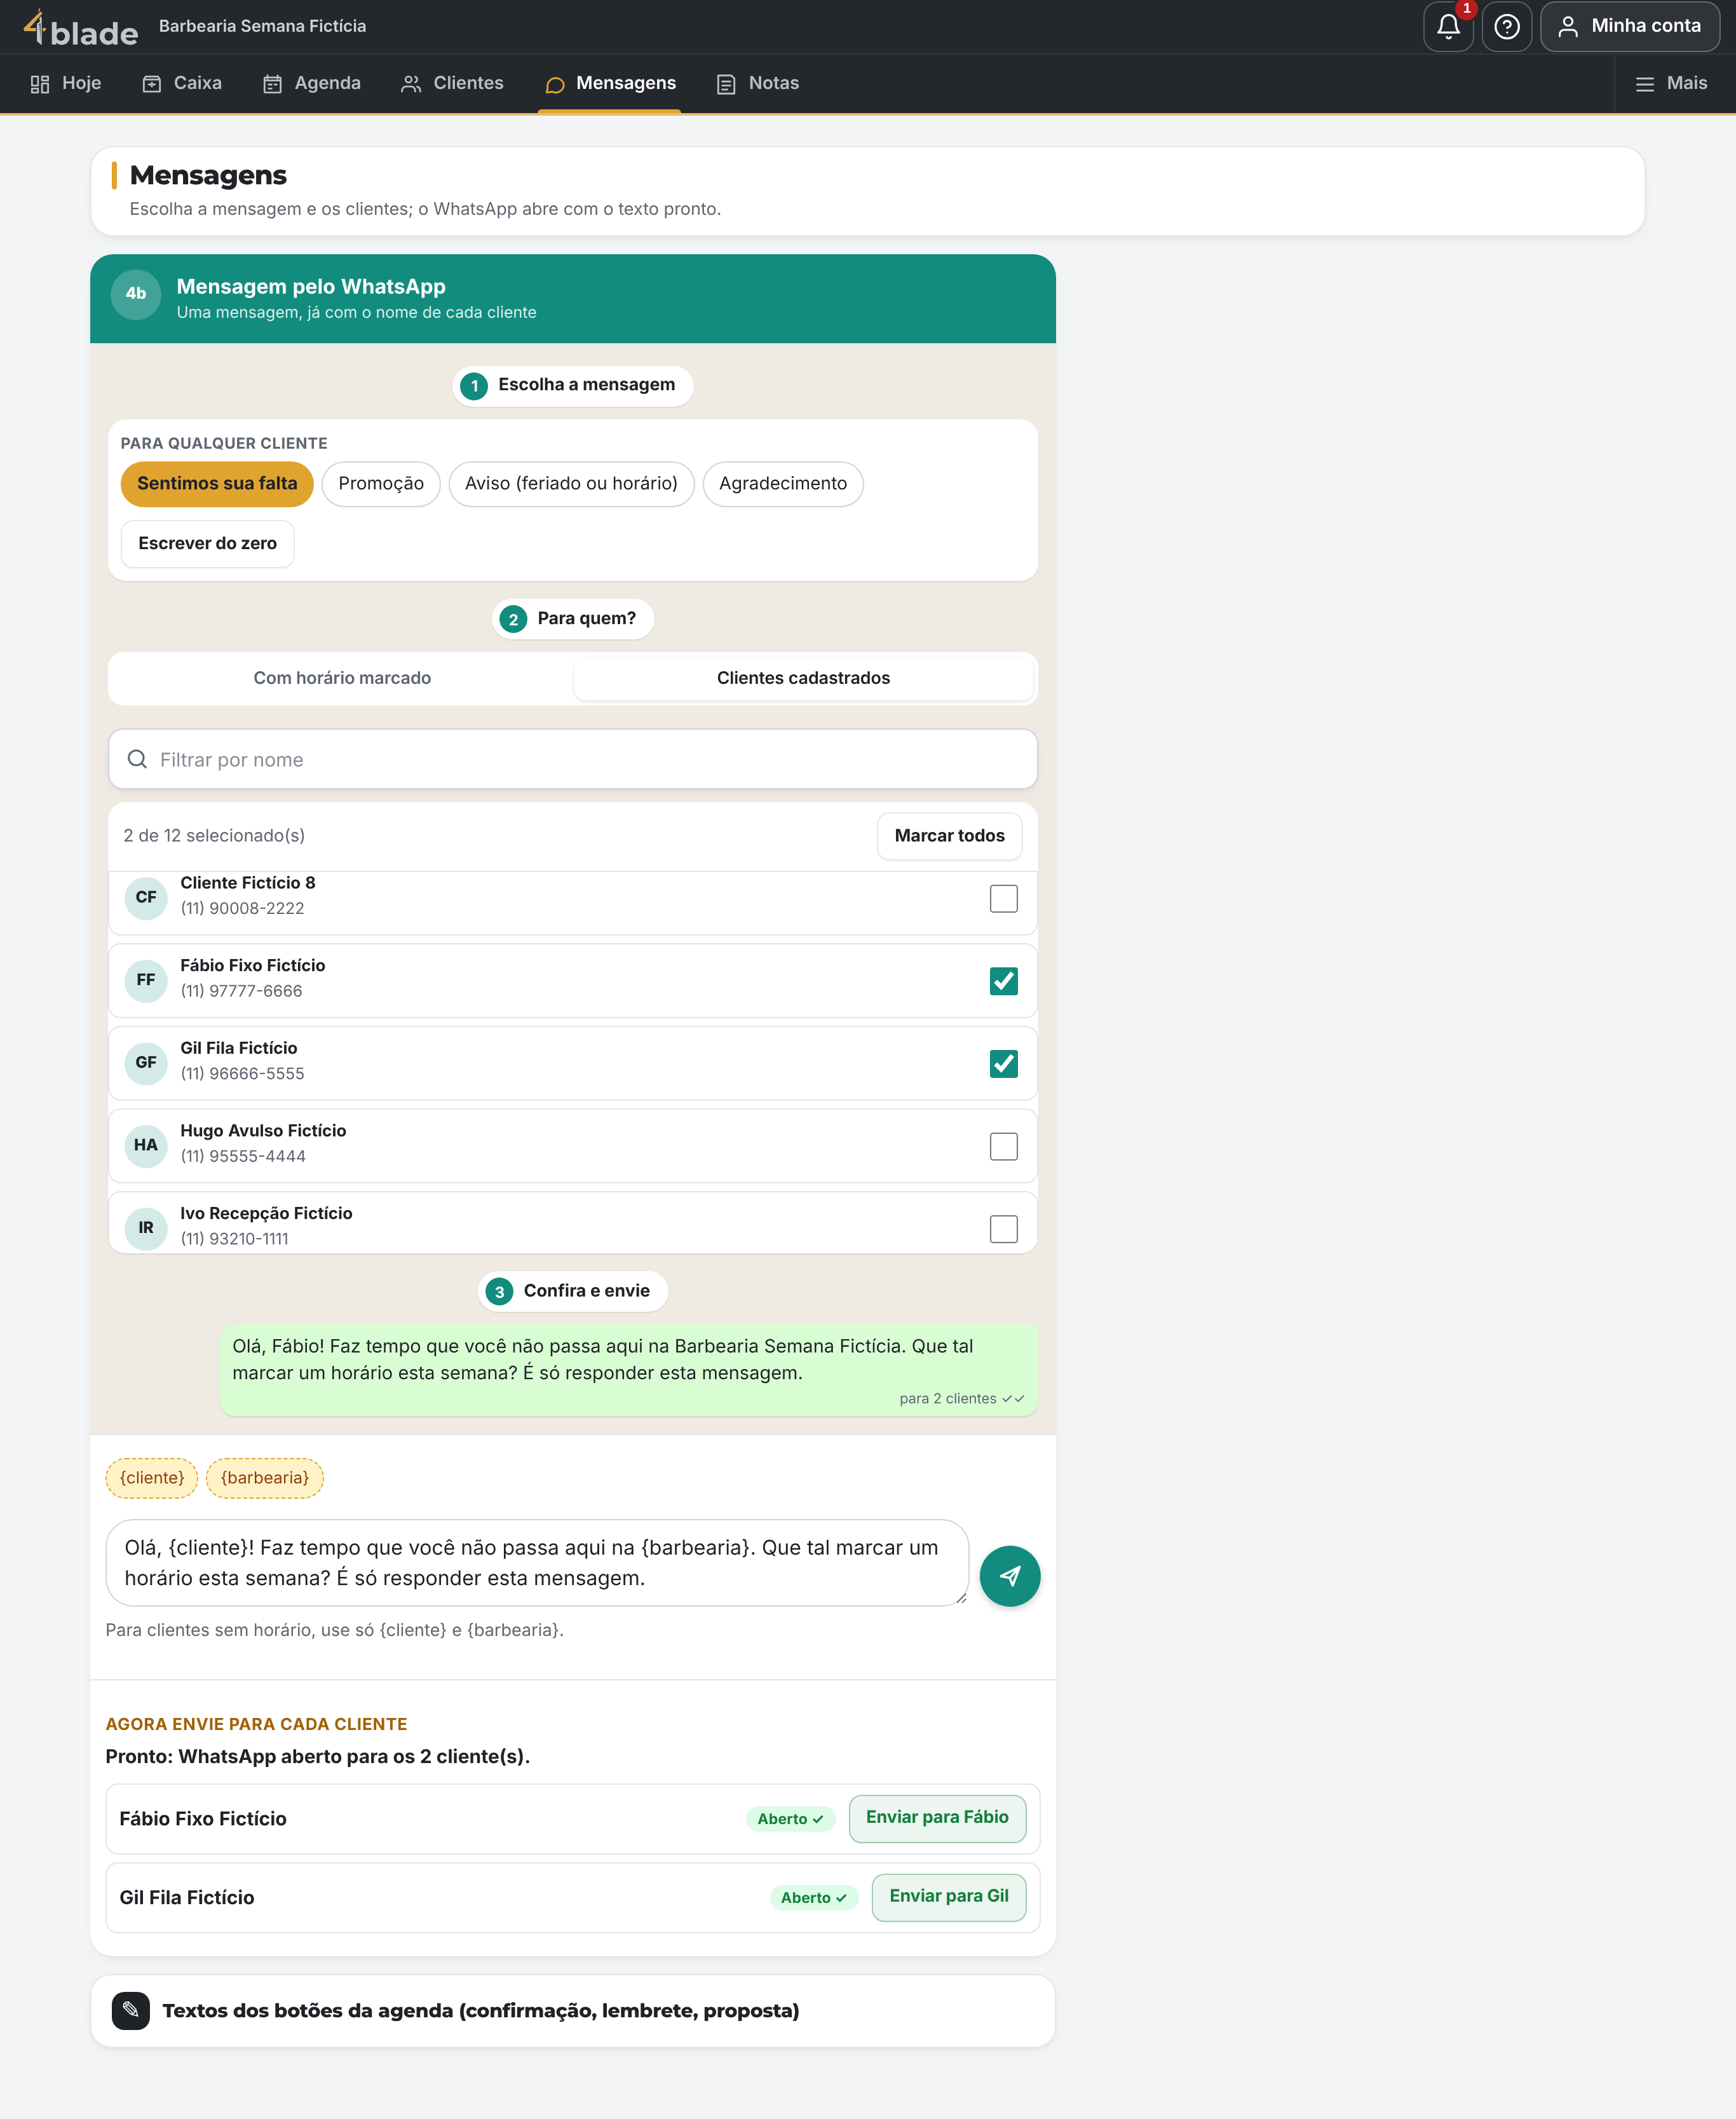 4blade
Barbearia Semana Fictícia
1
Minha conta
Hoje
Caixa
Agenda
Clientes
Mensagens
Notas
Mais
Mensagens
Escolha a mensagem e os clientes; o WhatsApp abre com o texto pronto.
4b
Mensagem pelo WhatsApp
Uma mensagem, já com o nome de cada cliente
1 Escolha a mensagem
PARA QUALQUER CLIENTE
Sentimos sua falta
Promoção
Aviso (feriado ou horário)
Agradecimento
Escrever do zero
2 Para quem?
Com horário marcado
Clientes cadastrados
Filtrar por nome
2 de 12 selecionado(s)
Marcar todos
CF
Cliente Fictício 8
(11) 90008-2222
FF
Fábio Fixo Fictício
(11) 97777-6666
GF
Gil Fila Fictício
(11) 96666-5555
HA
Hugo Avulso Fictício
(11) 95555-4444
IR
Ivo Recepção Fictício
(11) 93210-1111
3 Confira e envie
Olá, Fábio! Faz tempo que você não passa aqui na Barbearia Semana Fictícia. Que tal
marcar um horário esta semana? É só responder esta mensagem.
para 2 clientes ✓✓
{cliente}
{barbearia}
Olá, {cliente}! Faz tempo que você não passa aqui na {barbearia}. Que tal marcar um
horário esta semana? É só responder esta mensagem.
Para clientes sem horário, use só {cliente} e {barbearia}.
AGORA ENVIE PARA CADA CLIENTE
Pronto: WhatsApp aberto para os 2 cliente(s).
Fábio Fixo Fictício
Aberto ✓
Enviar para Fábio
Gil Fila Fictício
Aberto ✓
Enviar para Gil
Textos dos botões da agenda (confirmação, lembrete, proposta)